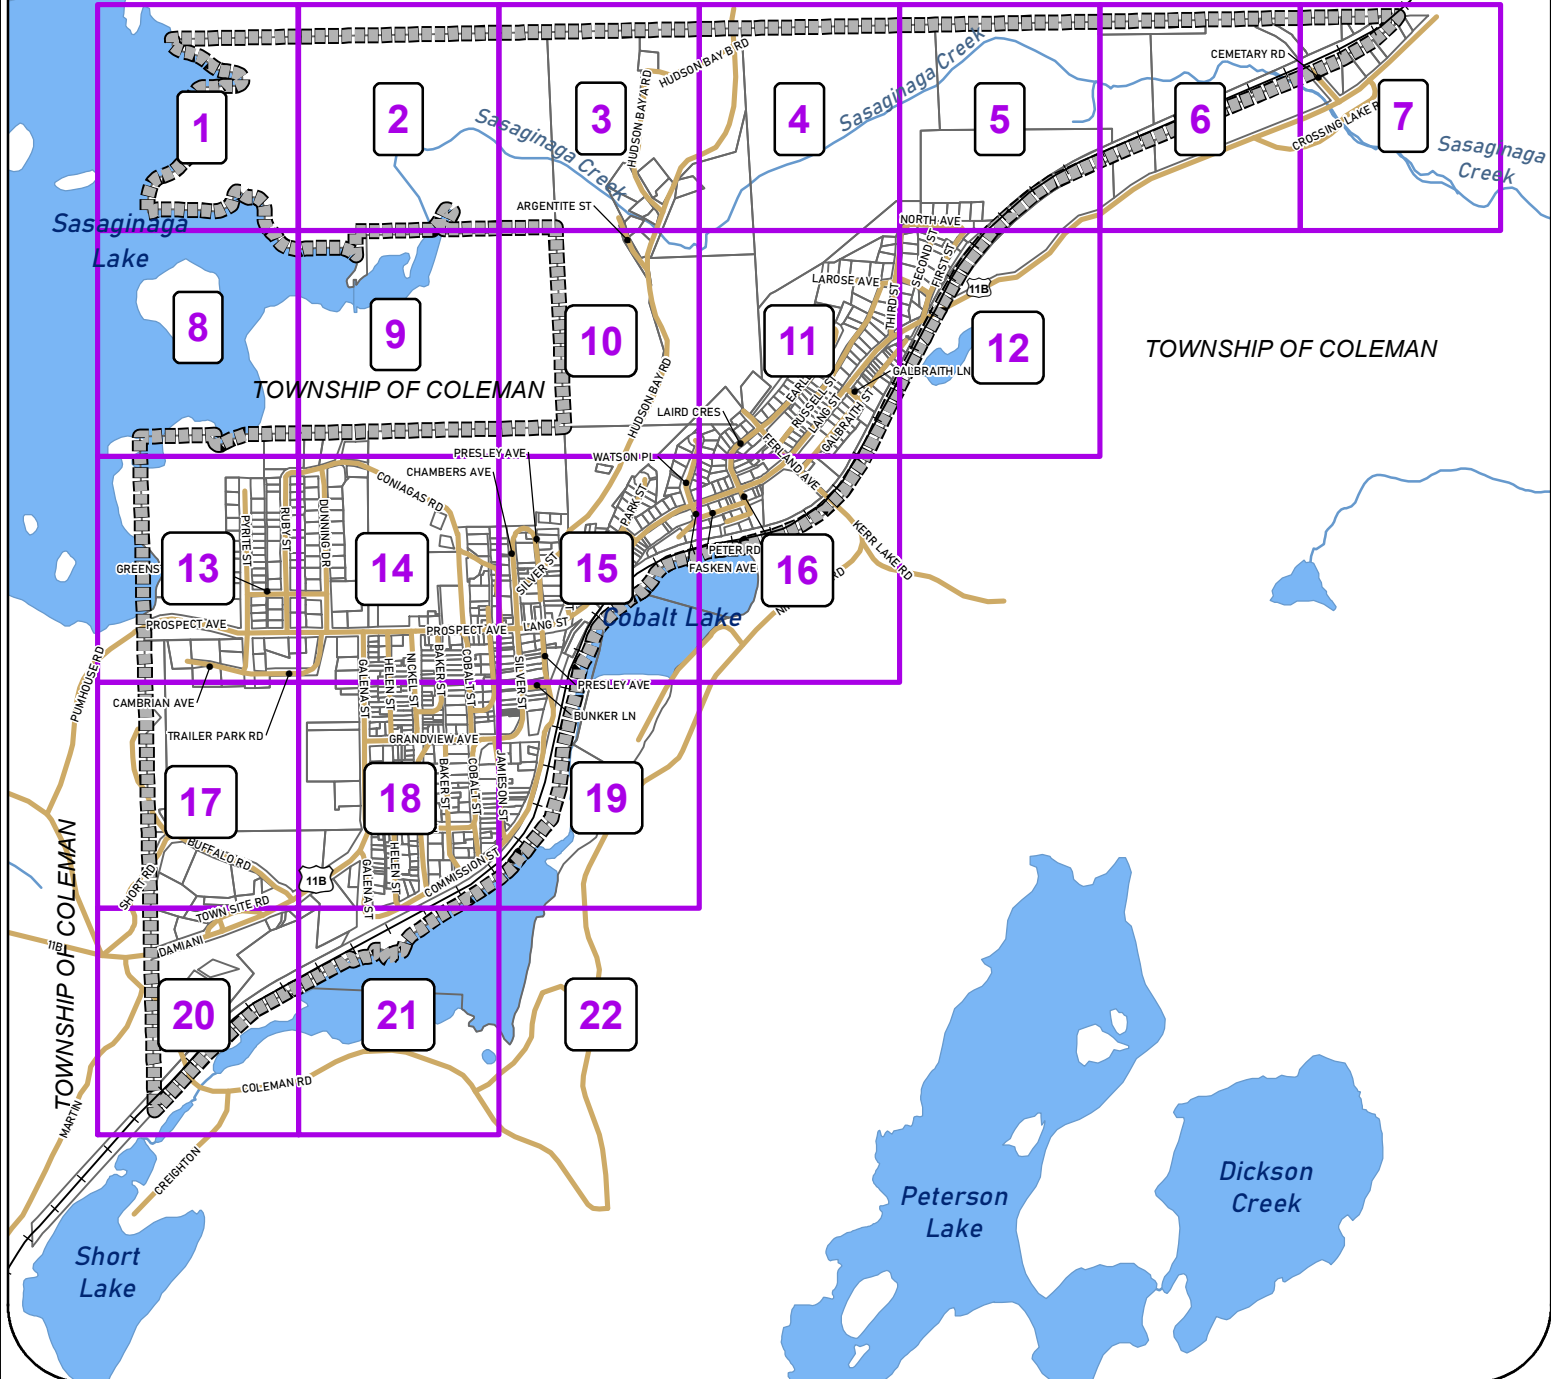 CEMETARY RD
HUDSON BAY B RD
HUDSON BAY A RD
1
2
3
4
5
6
7
Sasaginaga Creek
Sasaginaga Creek
CROSSING LAKE R
Sasaginaga
Creek
ARGENTITE ST
Sasaginaga
Lake
NORTH AVE
SECOND ST
FIRST ST
LAROSE AVE
THIRD ST
11B
8
9
10
11
12
TOWNSHIP OF COLEMAN
TOWNSHIP OF COLEMAN
GALBRAITH LN
HUDSON BAY RD
EARL
RUSSELL S
LANG ST
GALBRAITH ST
LAIRD CRES
FERLAND AVE
PRESLEY AVE
WATSON PL
CHAMBERS AVE
CONIAGAS RD
PARK ST
PYRITE ST
RUBY ST
DUNNING DR
KERR LAKE RD
PETER RD
FASKEN AVE
GREENS
13
14
15
16
SILVER ST
NI
RD
Cobalt Lake
PROSPECT AVE
PROSPECT AVE
LANG ST
ST
PUMHOUSE RD
GALENA ST
HELEN ST
NICKEL ST
BAKER ST
COBALT ST
SILVER ST
PRESLEY AVE
CAMBRIAN AVE
BUNKER LN
TRAILER PARK RD
GRANDVIEW AVE
17
18
19
BAKER ST
COBALT ST
JAMIESON ST
BUFFALO RD
11B
GALENA ST
HELEN ST
COMMISSION ST
SHORT RD
TOWN SITE RD
TOWNSHIP OF COLEMAN
11B
DAMIANI
20
21
22
COLEMAN RD
MARTIN
CREIGHTON
Peterson
Lake
Dickson
Creek
Short
Lake